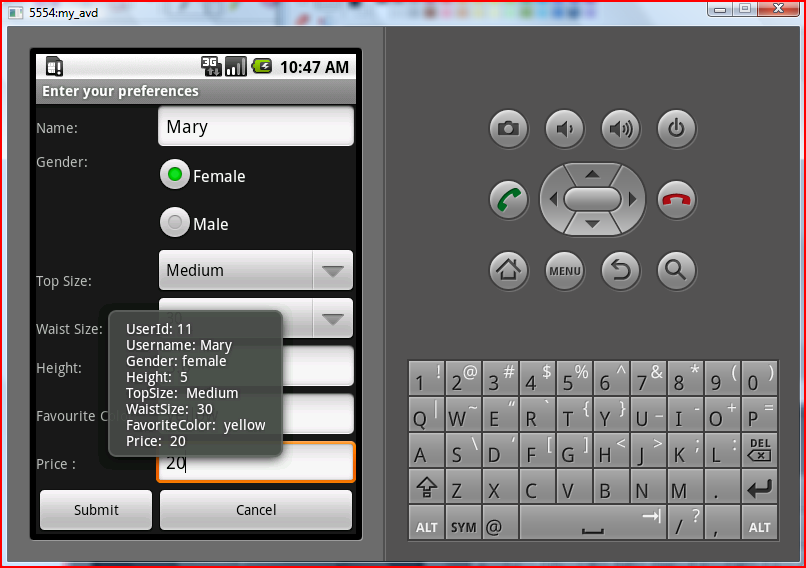 5554:my_avd
3G 10:47 AM
Enter your preferences
Name: Mary
Gender:
Female
Male
Top Size: Medium
Waist Size:
UserId: 11
Username: Mary
Gender: female
Height: 5
TopSize: Medium
WaistSize: 30
FavoriteColor: yellow
Price: 20
Height:
Favourite Co
Price : 20
Submit Cancel
MENU
1 ! 2 @ 3 # 4 $ 5 % 6 ^ 7 & 8 * 9 ( 0 )
Q | W ~ E “ R ` T { Y } U _ I - O + P =
A S \ D ' F [ G ] H < J > K ; L : DEL
Z X C V B N M .
ALT SYM @ / ? , ALT